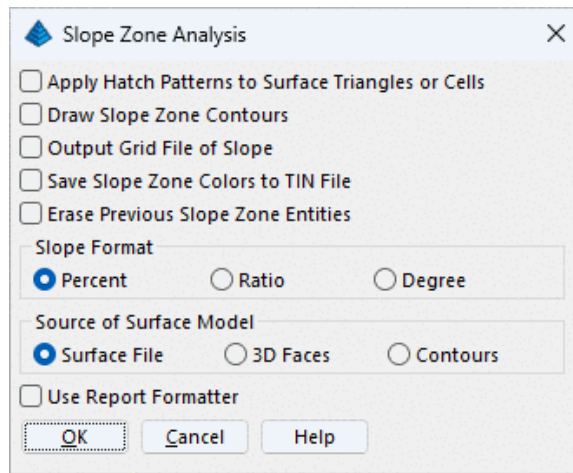 Slope Zone Analysis
Apply Hatch Patterns to Surface Triangles or Cells
Draw Slope Zone Contours
Output Grid File of Slope
Save Slope Zone Colors to TIN File
Erase Previous Slope Zone Entities
Slope Format
Percent Ratio Degree
Source of Surface Model
Surface File 3D Faces Contours
Use Report Formatter
OK Cancel Help